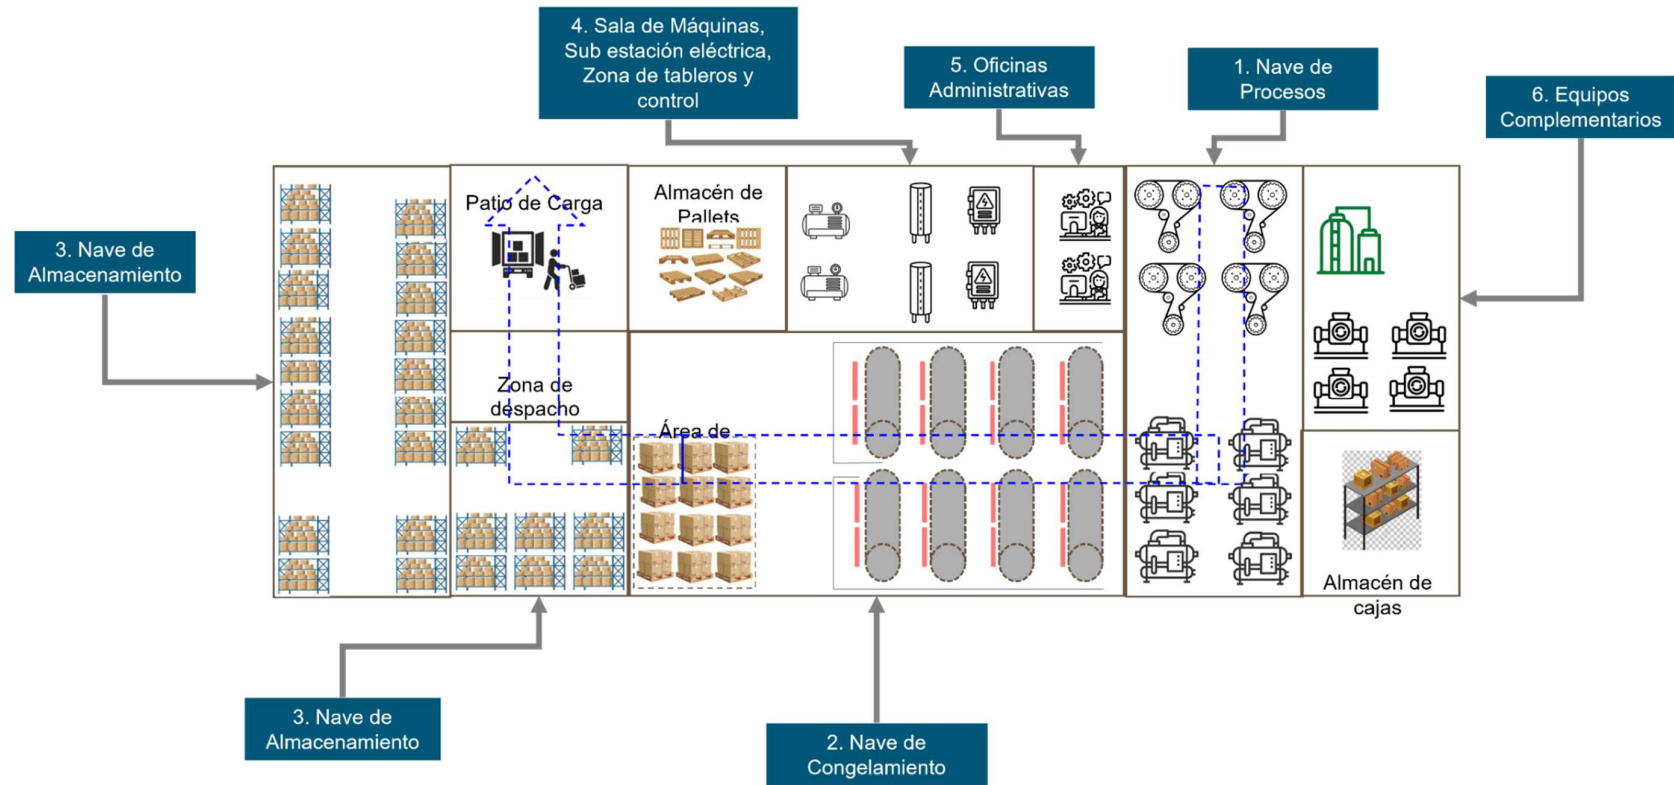 4. Sala de Máquinas,
Sub estación eléctrica,
Zona de tableros y
control
5. Oficinas
Administrativas
1. Nave de
Procesos
6. Equipos
Complementarios
3. Nave de
Almacenamiento
Patio de Carga
Almacén de
Pallets
Zona de
despacho
Área de
Almacén de
cajas
3. Nave de
Almacenamiento
2. Nave de
Congelamiento